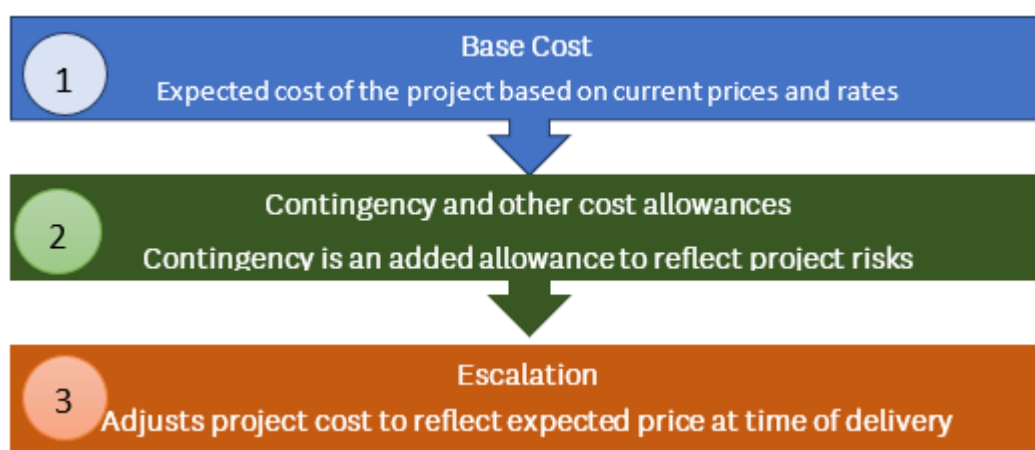 1
Base Cost
Expected cost of the project based on current prices and rates
2
Contingency and other cost allowances
Contingency is an added allowance to reflect project risks
3
Escalation
Adjusts project cost to reflect expected price at time of delivery